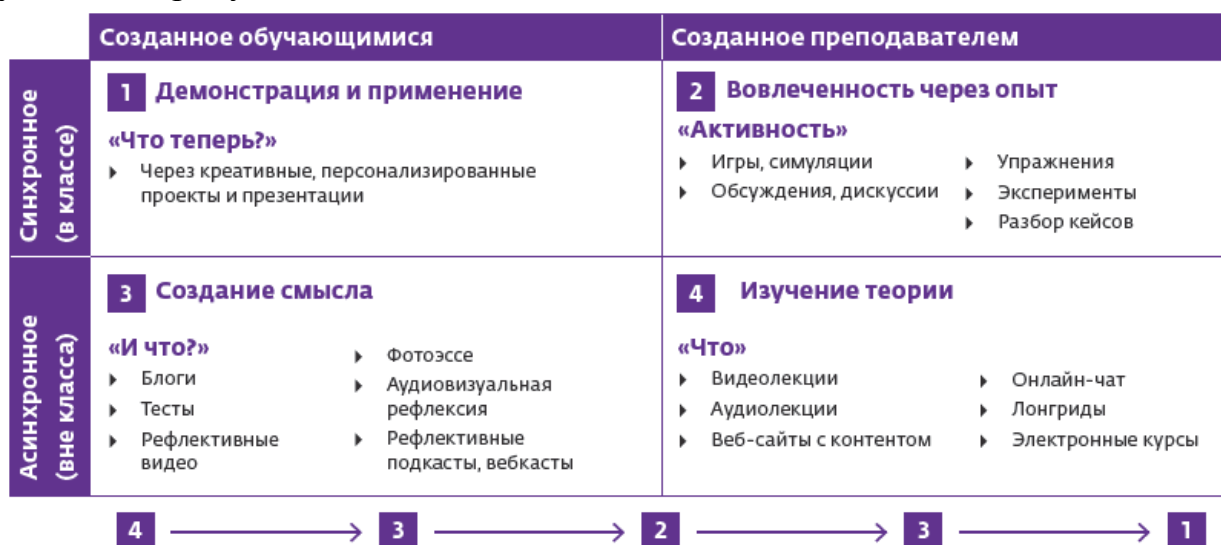 Созданное обучающимися
Созданное преподавателем
Синхронное
(в классе)
1 Демонстрация и применение
«Что теперь?»
Через креативные, персонализированные
проекты и презентации
2 Вовлеченность через опыт
«Активность»
Игры, симуляции
Обсуждения, дискуссии
Упражнения
Эксперименты
Разбор кейсов
Асинхронное
(вне класса)
3 Создание смысла
«И что?»
Блоги
Тесты
Рефлективные
видео
Фотоэссе
Аудиовизуальная
рефлексия
Рефлективные
подкасты, вебкасты
4 Изучение теории
«Что»
Видеолекции
Аудиолекции
Веб-сайты с контентом
Онлайн-чат
Лонгриды
Электронные курсы
4 3 2 3 1